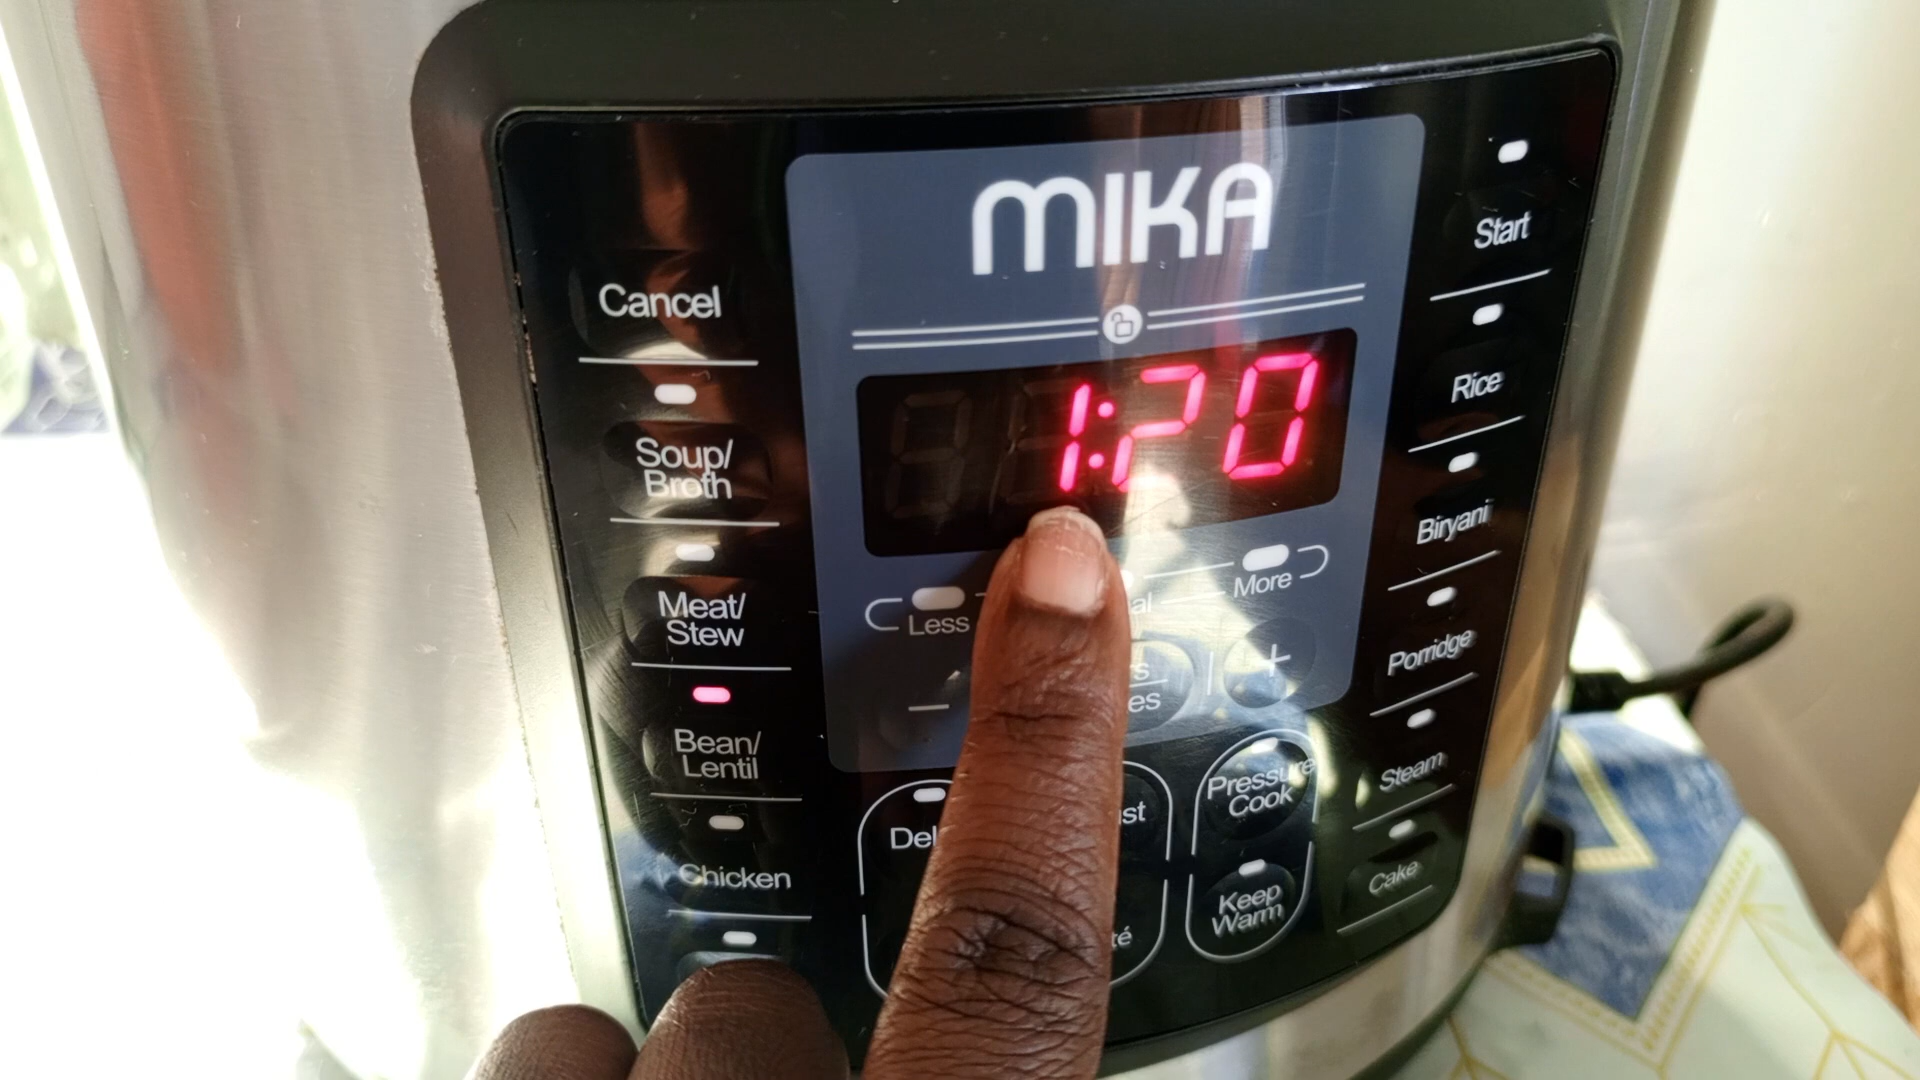 MIKA
1:20
Cancel
Soup/
Broth
Meat/
Stew
Bean/
Lentil
Chicken
Less
More
−
+
Pressure
Cook
Keep
Warm
Start
Rice
Biryani
Porridge
Steam
Cake